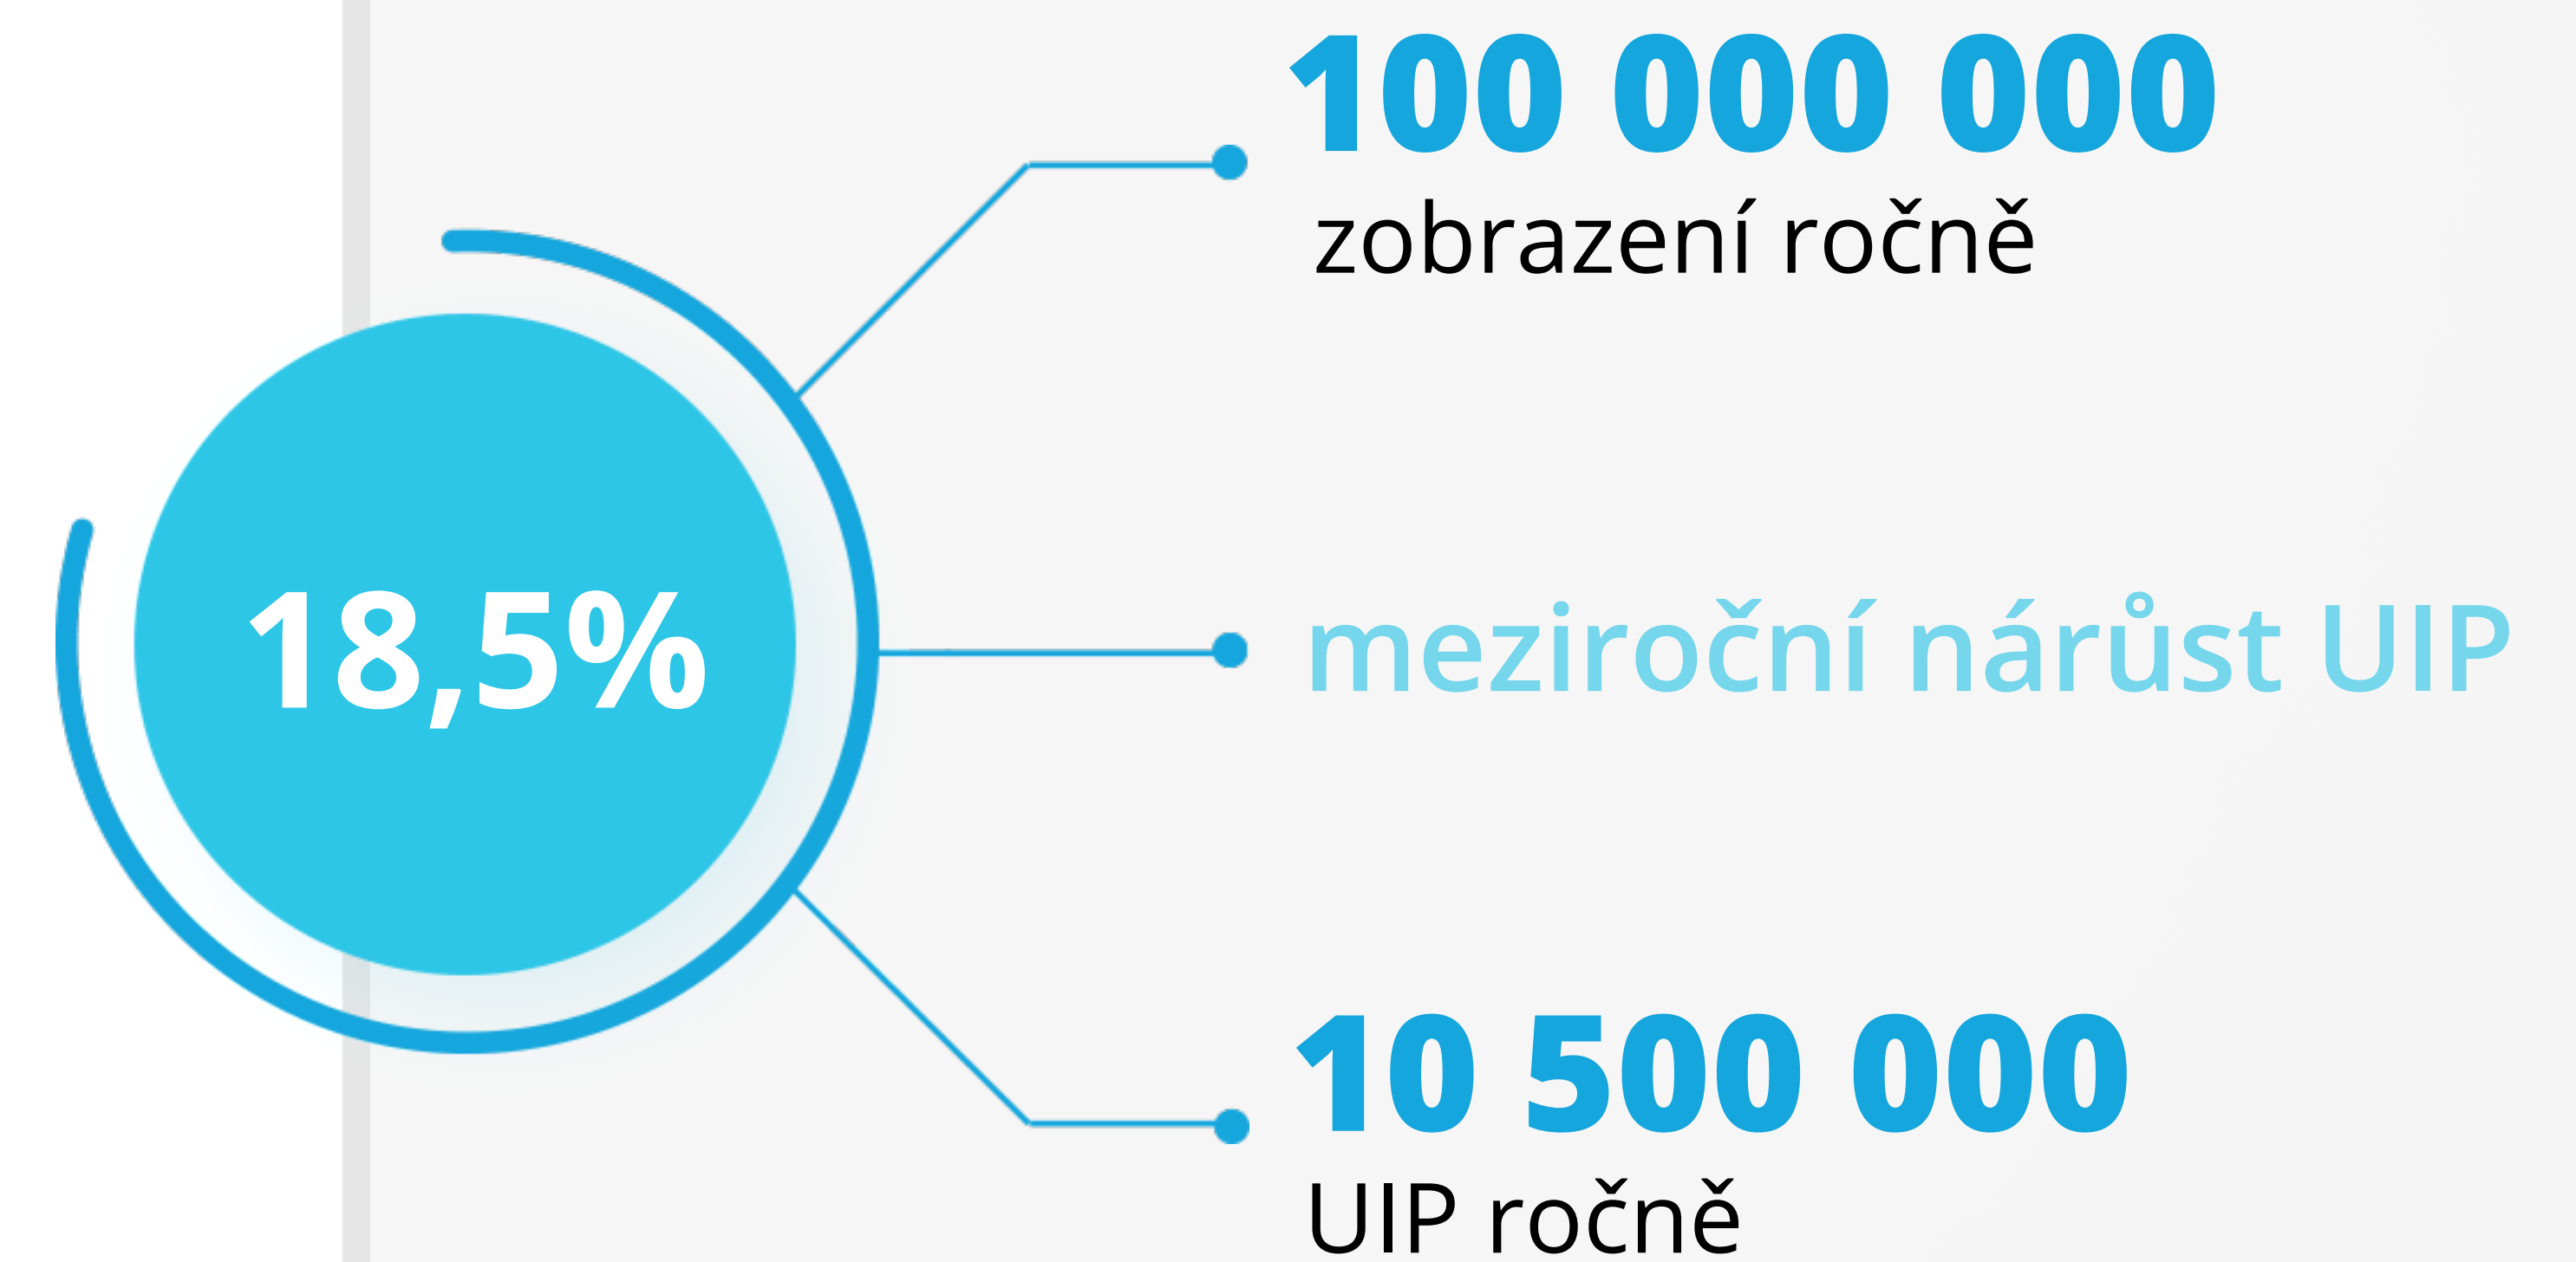 100 000 000
zobrazení ročně
18,5%
meziroční nárůst UIP
10 500 000
UIP ročně